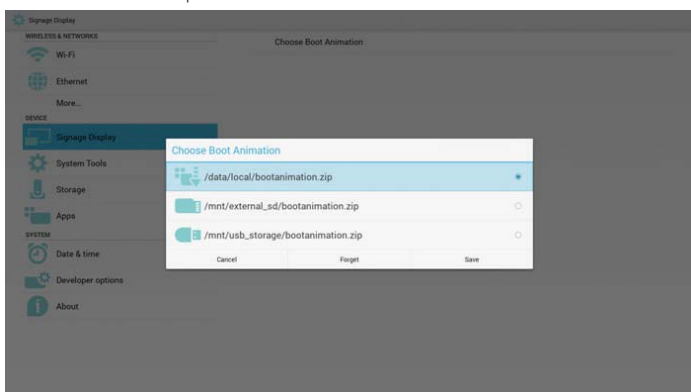 Signage Display
WIRELESS & NETWORKS
Wi-Fi
Ethernet
More...
DEVICE
Signage Display
System Tools
Storage
Apps
SYSTEM
Date & time
Developer options
About
Choose Boot Animation
Choose Boot Animation
/data/local/bootanimation.zip
/mnt/external_sd/bootanimation.zip
/mnt/usb_storage/bootanimation.zip
Cancel Forget Save